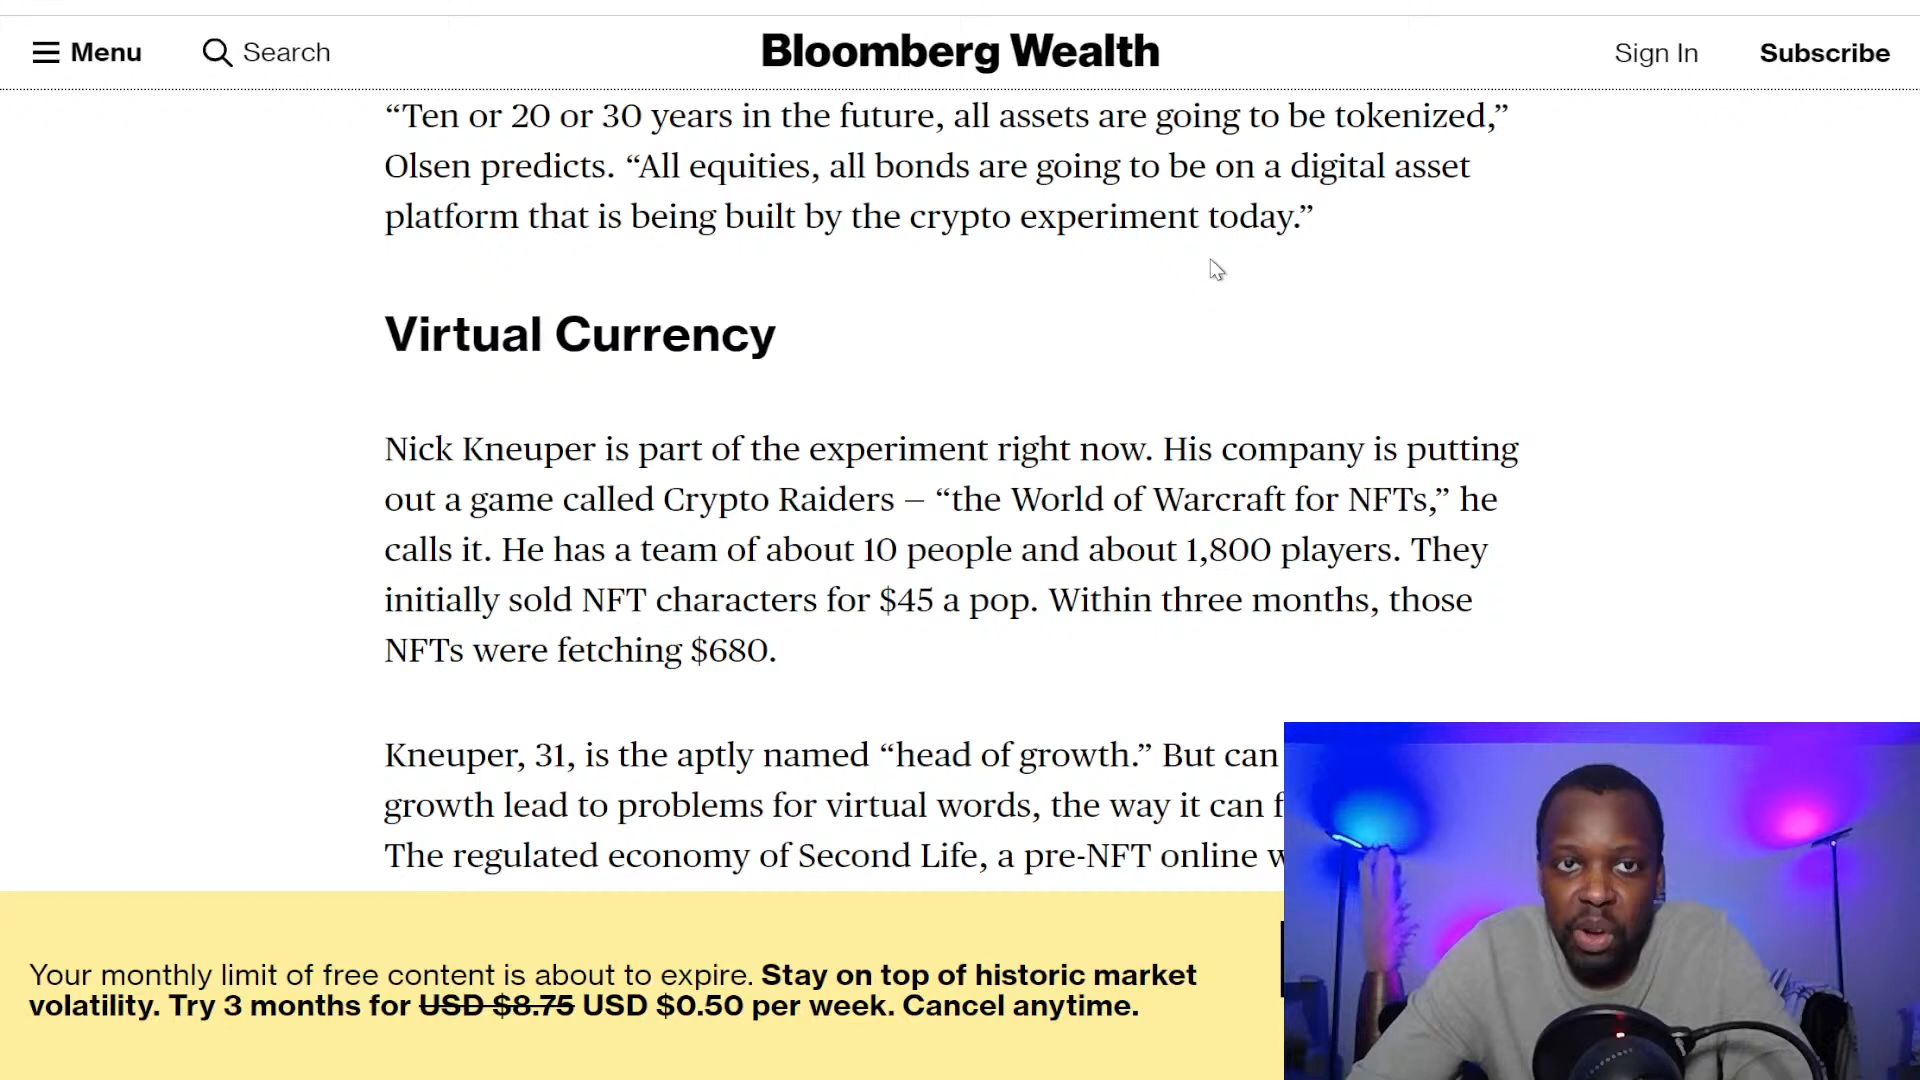 Menu
Search
Bloomberg Wealth
Sign In
Subscribe
“Ten or 20 or 30 years in the future, all assets are going to be tokenized,”
Olsen predicts. “All equities, all bonds are going to be on a digital asset
platform that is being built by the crypto experiment today.”
Virtual Currency
Nick Kneuper is part of the experiment right now. His company is putting
out a game called Crypto Raiders — “the World of Warcraft for NFTs,” he
calls it. He has a team of about 10 people and about 1,800 players. They
initially sold NFT characters for $45 a pop. Within three months, those
NFTs were fetching $680.
Kneuper, 31, is the aptly named “head of growth.” But can
growth lead to problems for virtual words, the way it can
The regulated economy of Second Life, a pre-NFT online
Your monthly limit of free content is about to expire. Stay on top of historic market
volatility. Try 3 months for USD $8.75 USD $0.50 per week. Cancel anytime.